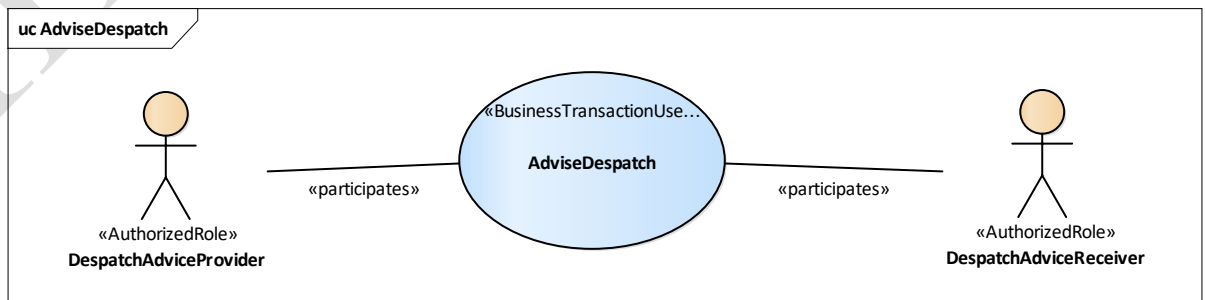 uc AdviseDespatch
«BusinessTransactionUse...
AdviseDespatch
«participates»
«participates»
«AuthorizedRole»
DespatchAdviceProvider
«AuthorizedRole»
DespatchAdviceReceiver